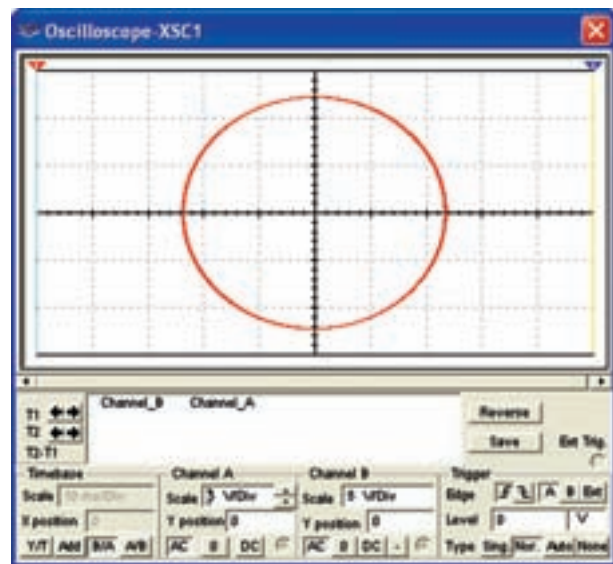 Oscilloscope-XSC1
T1
T2
T2-T1
Channel_B Channel_A
Reverse
Save
Ext Trig.
Timebase
Scale
X position
Y/T Add B/A A/B
Channel A
Scale 5 V/Div
Y position 0
AC 0 DC
Channel B
Scale V/Div
Y position 0
AC 0 DC -
Trigger
Edge A B Ext
Level 0 V
Type Sing. Nor. Auto None